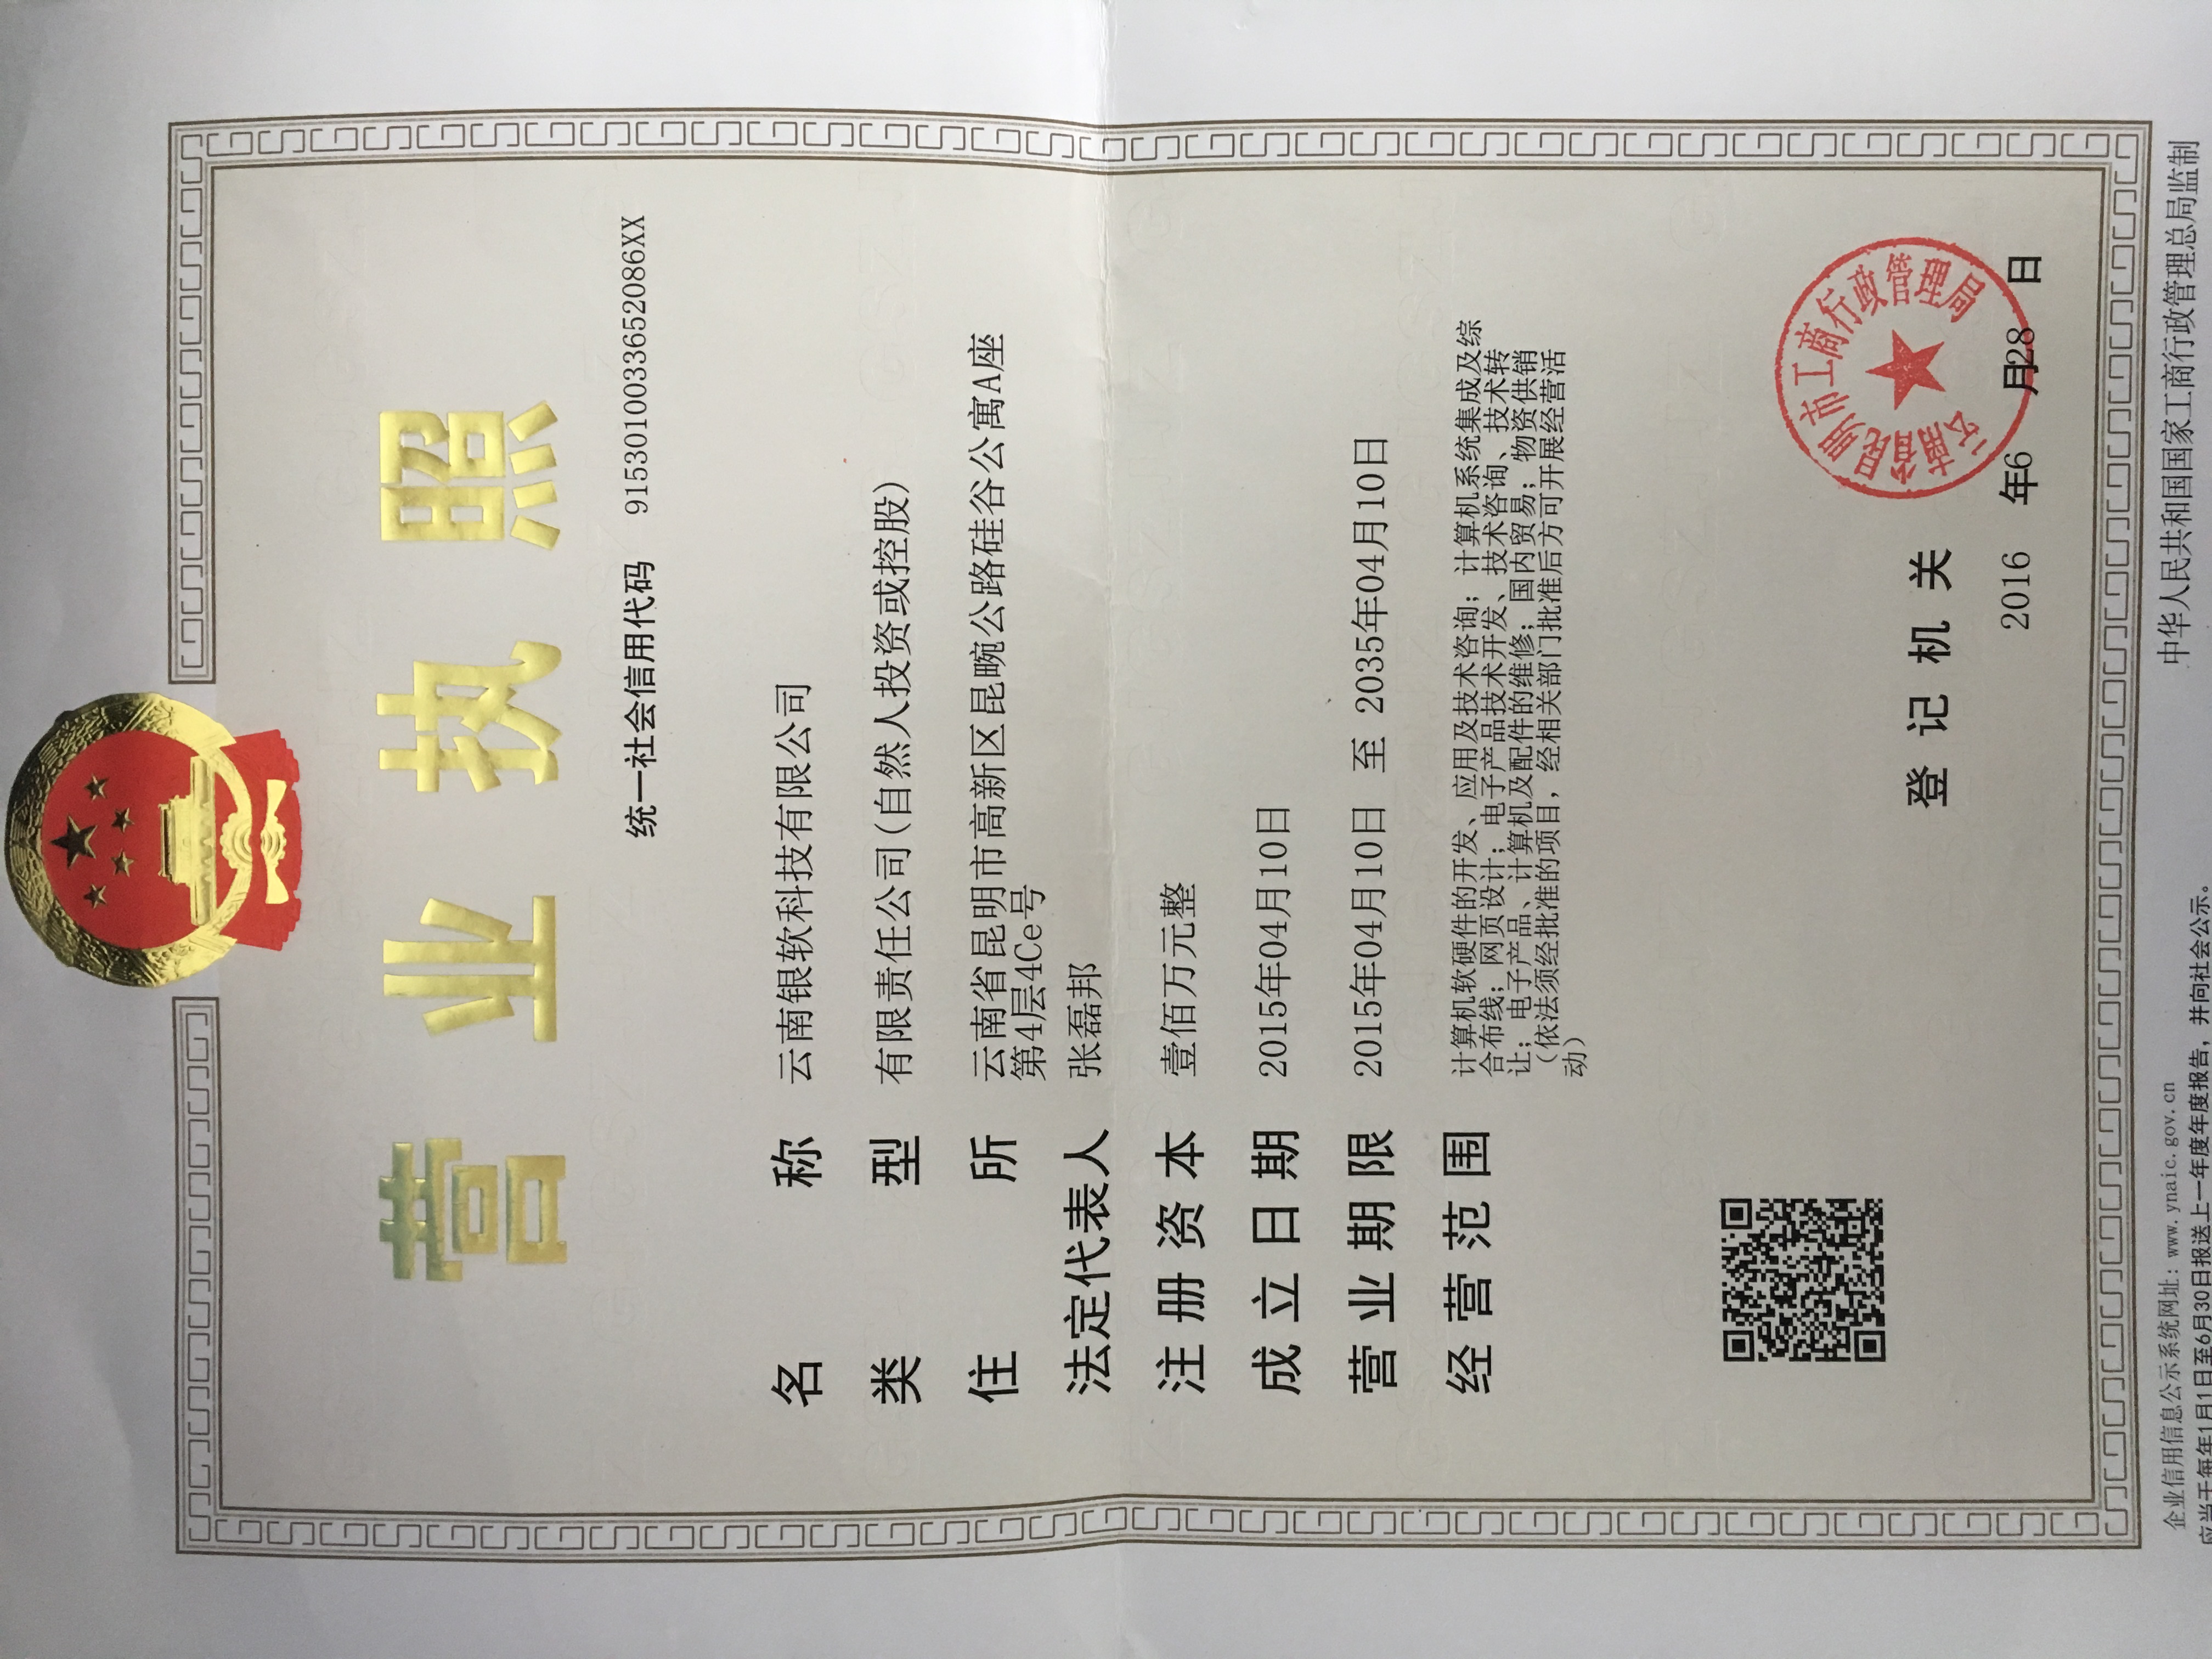 营业执照
统一社会信用代码 9153010033652086XX
名称 云南银软科技有限公司
类型 有限责任公司(自然人投资或控股)
住所 云南省昆明市高新区昆畹公路硅谷公寓A座
第4层4Ce号
法定代表人 张磊邦
注册资本 壹佰万元整
成立日期 2015年04月10日
营业期限 2015年04月10日 至 2035年04月10日
经营范围 计算机软硬件的开发、应用及技术咨询；计算机系统集成及综
合布线；网页设计；电子产品技术开发、技术咨询、技术转
让；电子产品、计算机及配件的维修；国内贸易；物资供销
（依法须经批准的项目，经相关部门批准后方可开展经营活
动）
云南省昆明市工商行政管理局
登记机关
2016 年6 月28 日
企业信用信息公示系统网址: www.ynaic.gov.cn
中华人民共和国国家工商行政管理总局监制
应当于每年1月1日至6月30日报送上一年度年度报告，并向社会公示。